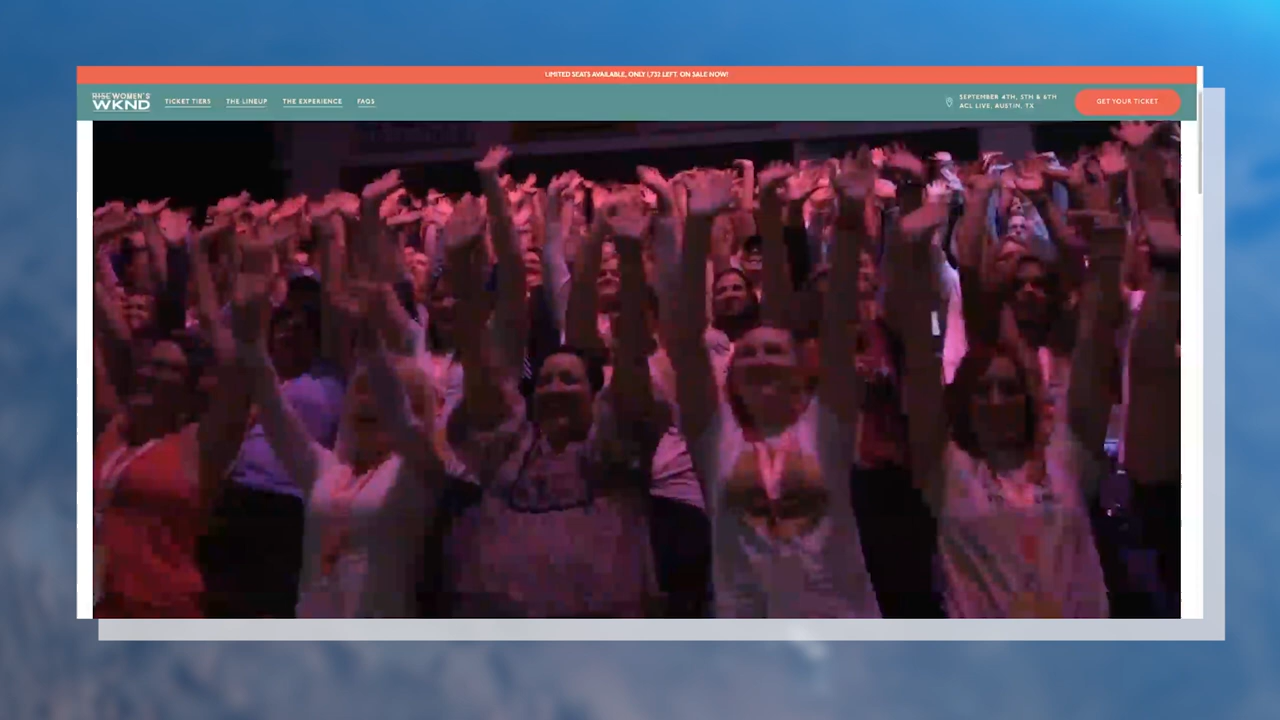 LIMITED SEATS AVAILABLE, ONLY 1,733 LEFT. ON SALE NOW!
RISE WOMEN'S
WKND
TICKET TIERS
THE LINEUP
THE EXPERIENCE
FAQS
SEPTEMBER 4TH, 5TH & 6TH
ACL LIVE, AUSTIN, TX
GET YOUR TICKET